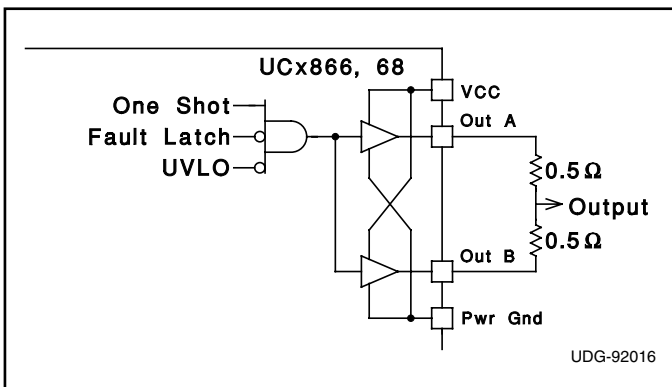 UCx866, 68
VCC
One Shot
Out A
Fault Latch
UVLO
0.5Ω
Output
0.5Ω
Out B
Pwr Gnd
UDG-92016